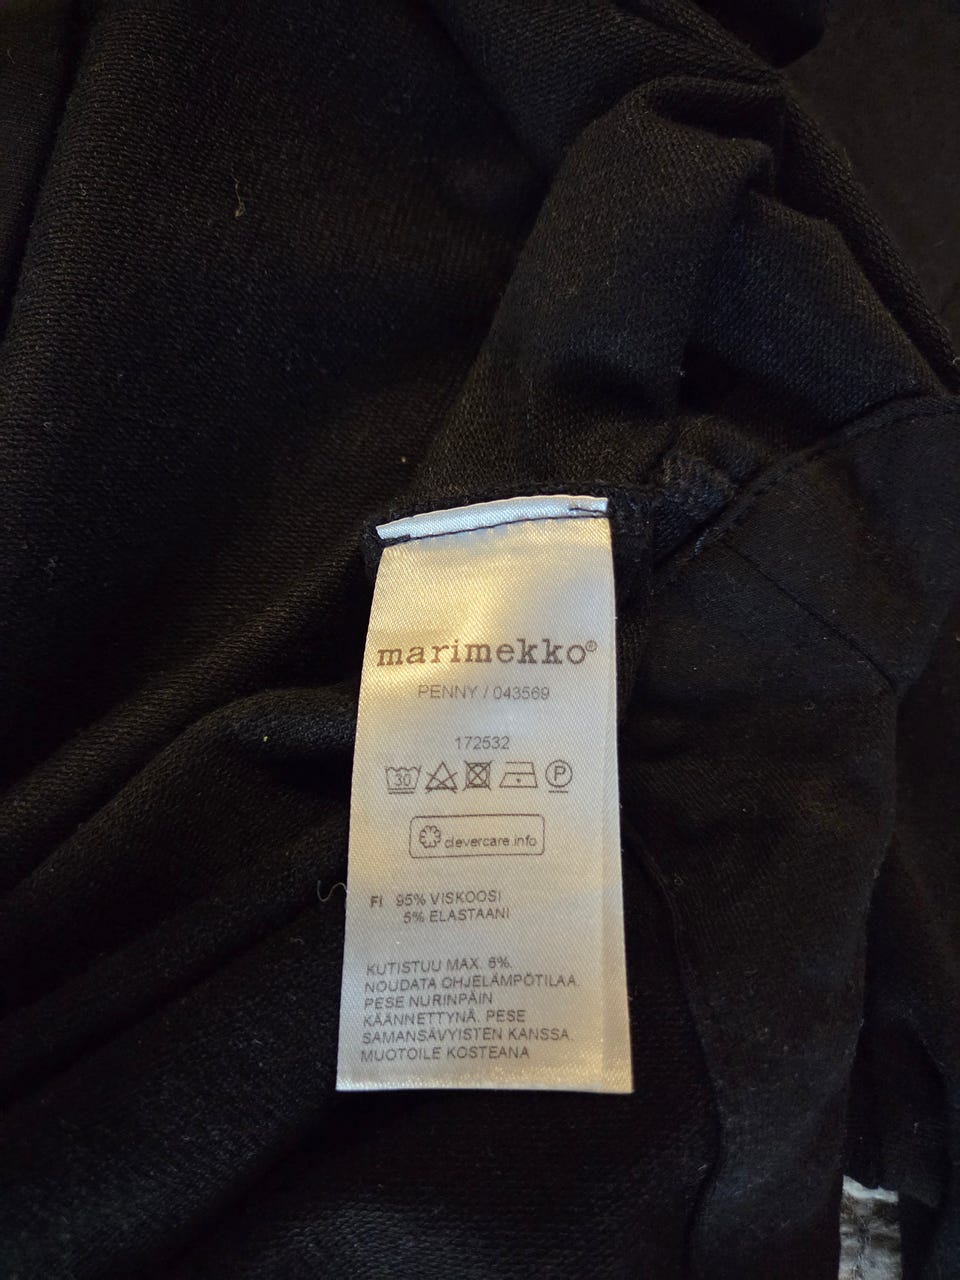 marimekko®
PENNY / 043569
172532
30 P
clevercare.info
FI 95% VISKOOSI
5% ELASTAANI
KUTISTUU MAX. 6%.
NOUDATA OHJELÄMPÖTILAA.
PESE NURINPÄIN
KÄÄNNETTYNÄ. PESE
SAMANSÄVYISTEN KANSSA.
MUOTOILE KOSTEANA